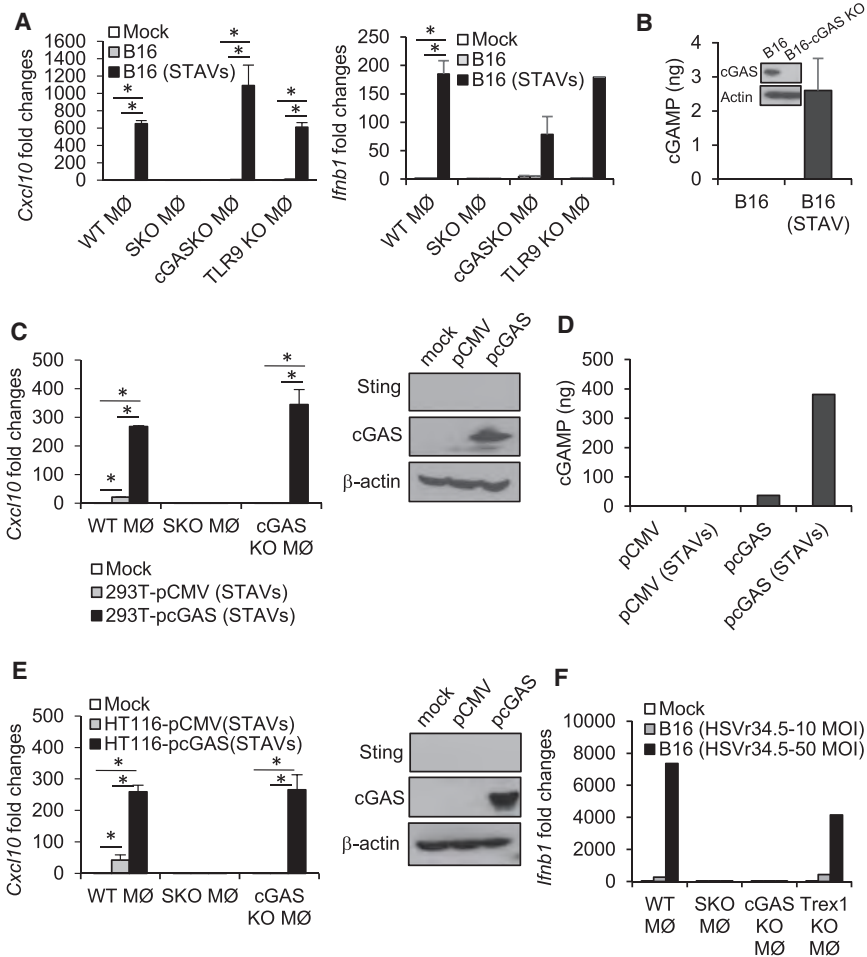 A
Mock
B16
B16 (STAVs)
Cxcl10 fold changes
1600
1400
1200
1000
800
600
400
200
0
* * * * * *
WT MØ
SKO MØ
cGASKO MØ
TLR9 KO MØ
Mock
B16
B16 (STAVs)
Ifnb1 fold changes
250
200
150
100
50
0
* *
WT MØ
SKO MØ
cGASKO MØ
TLR9 KO MØ
B
cGAMP (ng)
4
3
2
1
0
B16
B16-cGAS KO
cGAS
Actin
B16
B16
(STAV)
C
Cxcl10 fold changes
500
400
300
200
100
0
* * * * *
WT MØ SKO MØ cGAS
KO MØ
Mock
293T-pCMV (STAVs)
293T-pcGAS (STAVs)
mock
pCMV
pcGAS
Sting
cGAS
β-actin
D
cGAMP (ng)
500
400
300
200
100
0
pCMV
pCMV (STAVs)
pcGAS
pcGAS (STAVs)
E
Mock
HT116-pCMV(STAVs)
HT116-pcGAS(STAVs)
Cxcl10 fold changes
500
400
300
200
100
0
* * * * *
WT MØ SKO MØ cGAS
KO MØ
mock
pCMV
pcGAS
Sting
cGAS
β-actin
F
Mock
B16 (HSVr34.5-10 MOI)
B16 (HSVr34.5-50 MOI)
Ifnb1 fold changes
10000
8000
6000
4000
2000
0
WT SKO cGAS Trex1
MØ MØ KO KO
MØ MØ